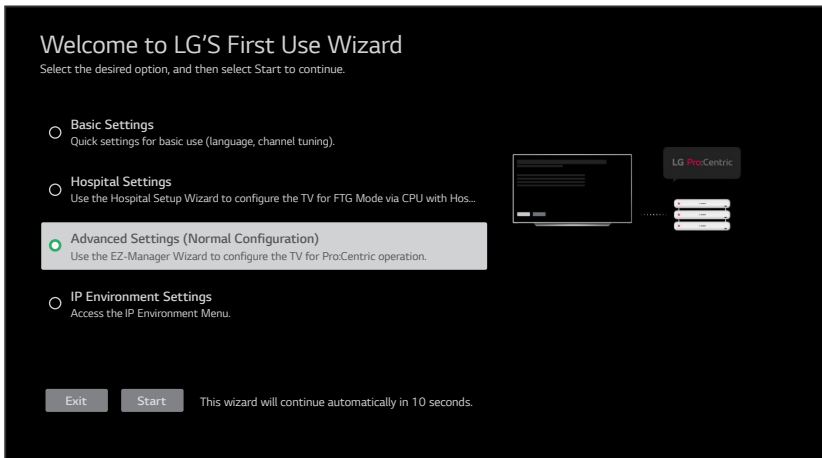 Welcome to LG'S First Use Wizard
Select the desired option, and then select Start to continue.
Basic Settings
Quick settings for basic use (language, channel tuning).
Hospital Settings
Use the Hospital Setup Wizard to configure the TV for FTG Mode via CPU with Hos...
LG Pro:Centric
Advanced Settings (Normal Configuration)
Use the EZ-Manager Wizard to configure the TV for Pro:Centric operation.
IP Environment Settings
Access the IP Environment Menu.
Exit
Start
This wizard will continue automatically in 10 seconds.